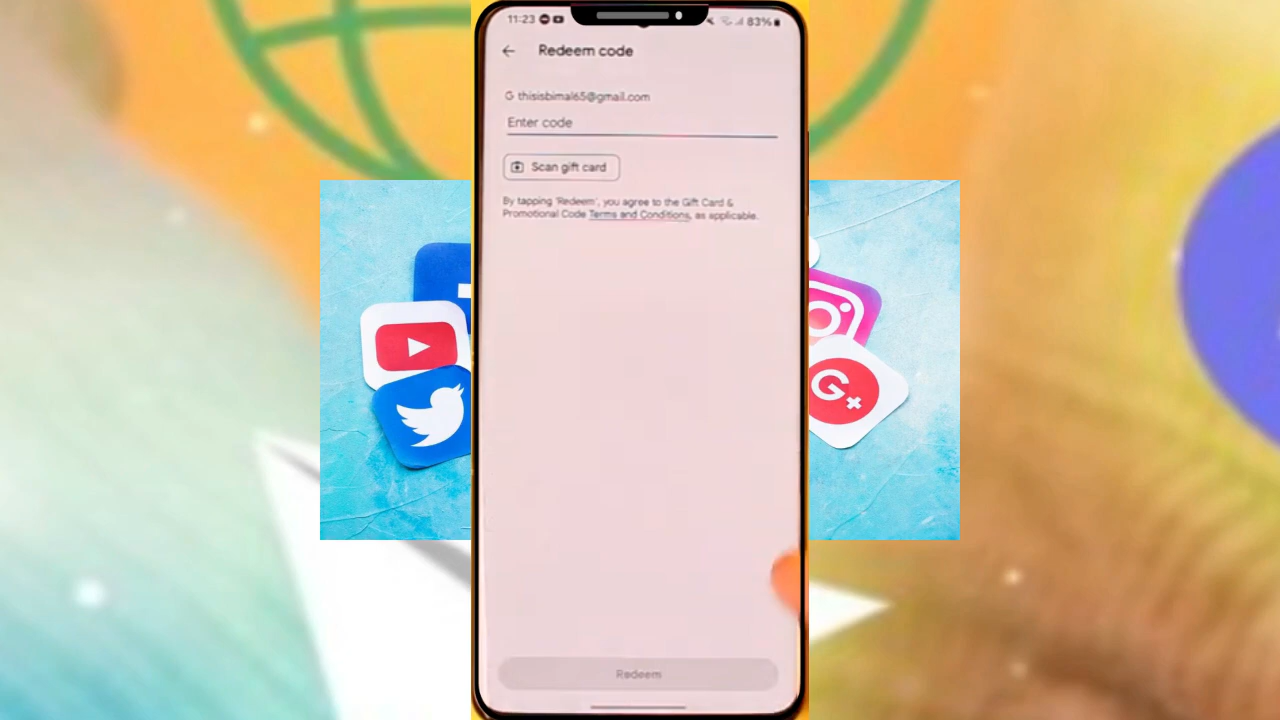 11:23
83%
Redeem code
G thisisbimal65@gmail.com
Enter code
Scan gift card
By tapping 'Redeem', you agree to the Gift Card &
Promotional Code Terms and Conditions, as applicable.
G+
Redeem